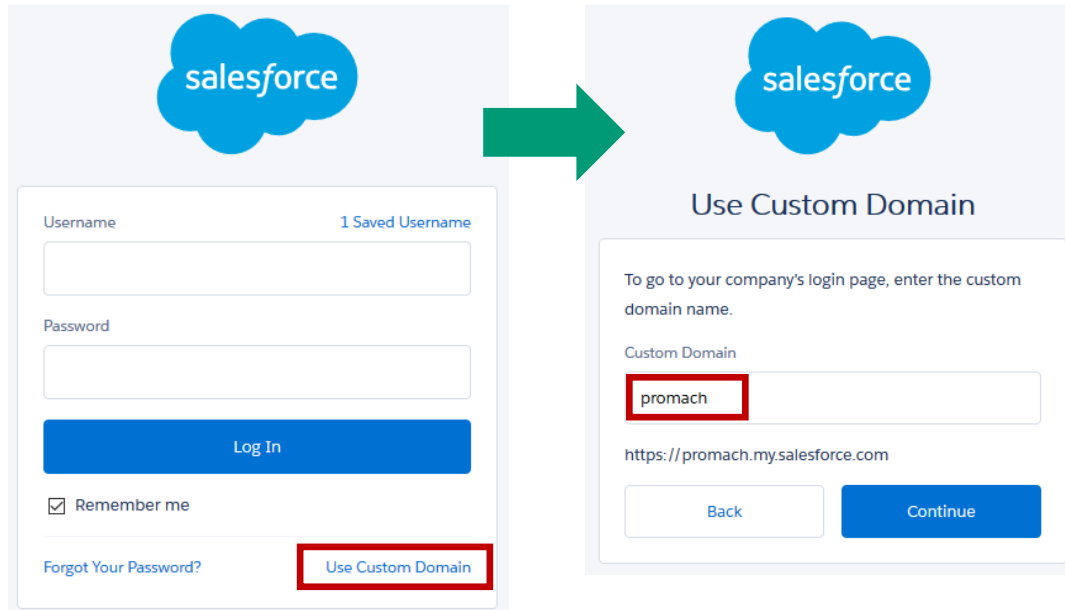 salesforce
Username
1 Saved Username
Password
Log In
Remember me
Forgot Your Password?
Use Custom Domain
salesforce
Use Custom Domain
To go to your company's login page, enter the custom
domain name.
Custom Domain
promach
https://promach.my.salesforce.com
Back
Continue